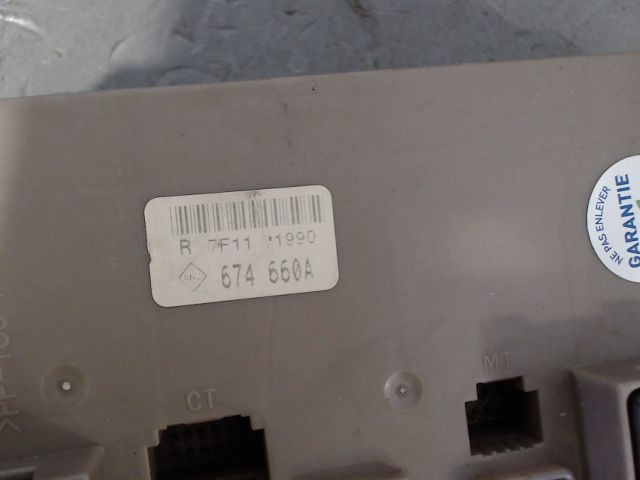 R 7F11 *1990
674 660A
CT
MT
NE PAS ENLEVER
GARANTIE